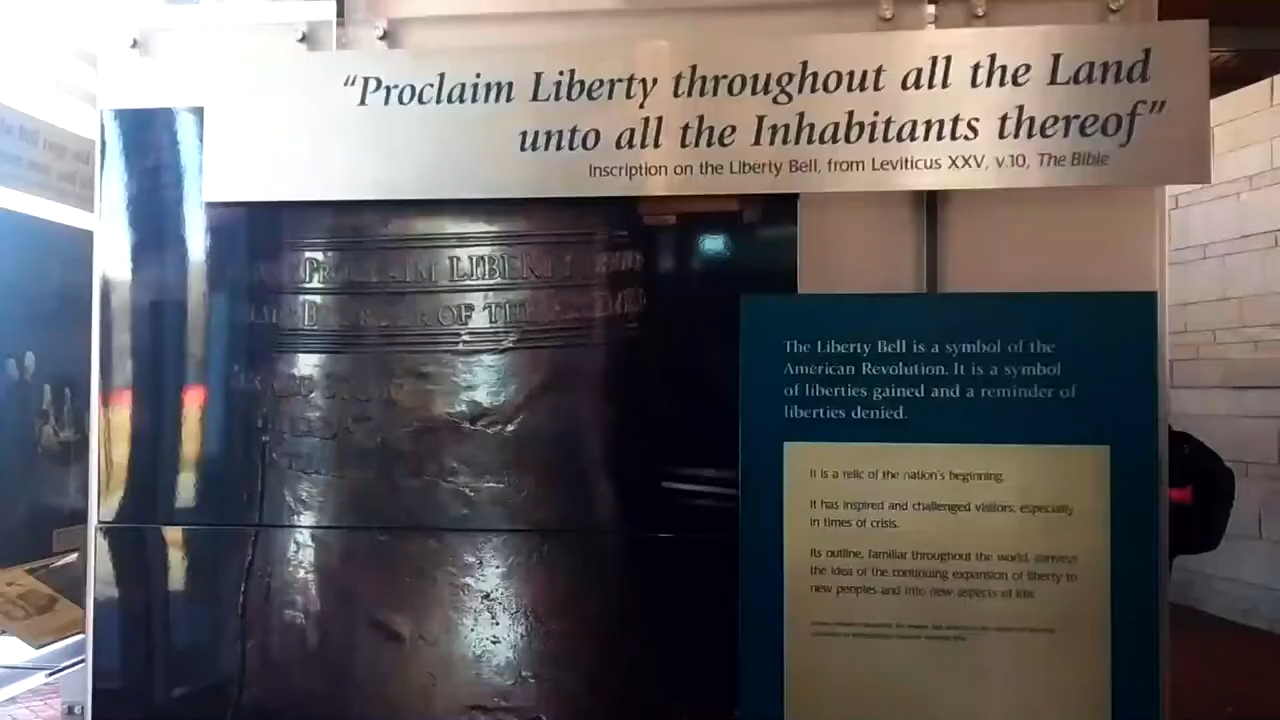 “Proclaim Liberty throughout all the Land
unto all the Inhabitants thereof”
Inscription on the Liberty Bell, from Leviticus XXV, v.10, The Bible
PROCLAIM LIBERTY
OF THE
The Liberty Bell is a symbol of the
American Revolution. It is a symbol
of liberties gained and a reminder of
liberties denied.
It is a relic of the nation's beginning.
It has inspired and challenged visitors, especially
in times of crisis.
Its outline, familiar throughout the world, conveys
the idea of the continuing expansion of liberty to
new peoples and into new aspects of life.